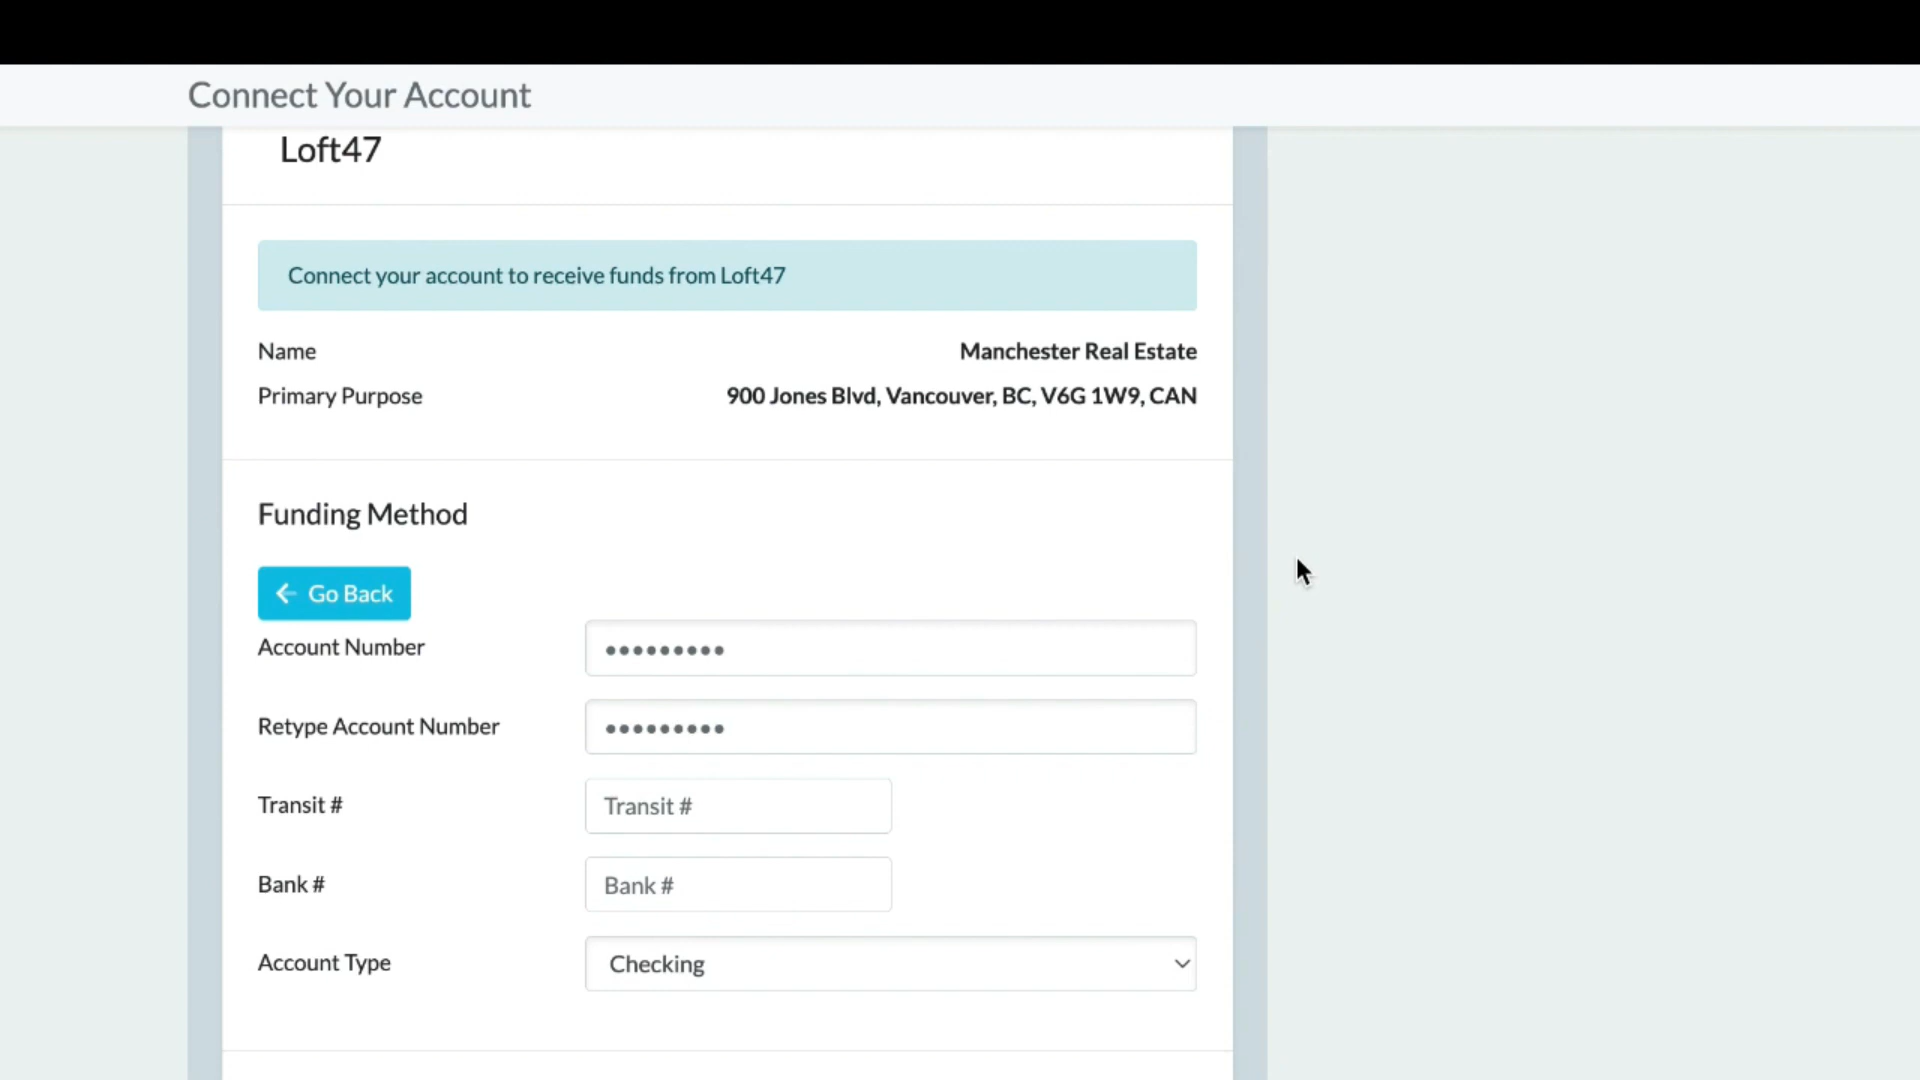 Connect Your Account
Loft47
Connect your account to receive funds from Loft47
Name Manchester Real Estate
Primary Purpose 900 Jones Blvd, Vancouver, BC, V6G 1W9, CAN
Funding Method
Go Back
Account Number •••••••••
Retype Account Number •••••••••
Transit # Transit #
Bank # Bank #
Account Type Checking